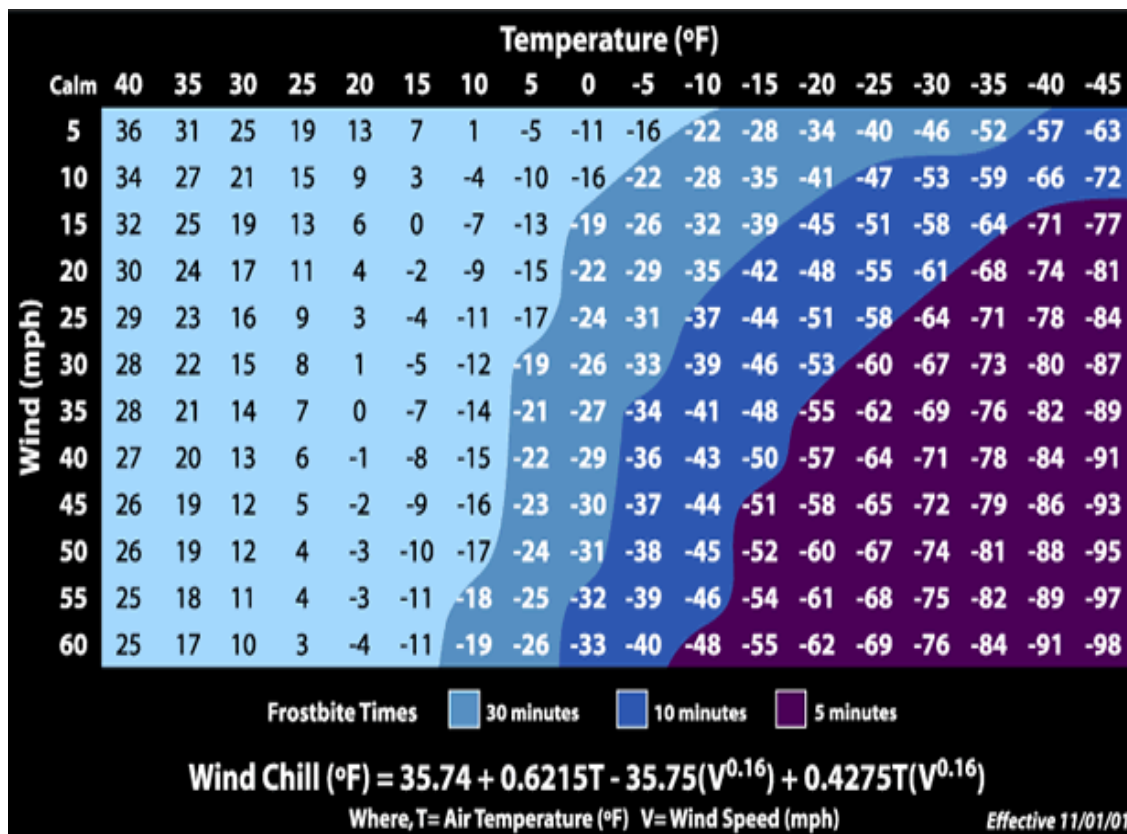 Temperature (ºF)
Calm 40 35 30 25 20 15 10 5 0 -5 -10 -15 -20 -25 -30 -35 -40 -45
5 36 31 25 19 13 7 1 -5 -11 -16 -22 -28 -34 -40 -46 -52 -57 -63
10 34 27 21 15 9 3 -4 -10 -16 -22 -28 -35 -41 -47 -53 -59 -66 -72
15 32 25 19 13 6 0 -7 -13 -19 -26 -32 -39 -45 -51 -58 -64 -71 -77
20 30 24 17 11 4 -2 -9 -15 -22 -29 -35 -42 -48 -55 -61 -68 -74 -81
25 29 23 16 9 3 -4 -11 -17 -24 -31 -37 -44 -51 -58 -64 -71 -78 -84
30 28 22 15 8 1 -5 -12 -19 -26 -33 -39 -46 -53 -60 -67 -73 -80 -87
35 28 21 14 7 0 -7 -14 -21 -27 -34 -41 -48 -55 -62 -69 -76 -82 -89
40 27 20 13 6 -1 -8 -15 -22 -29 -36 -43 -50 -57 -64 -71 -78 -84 -91
45 26 19 12 5 -2 -9 -16 -23 -30 -37 -44 -51 -58 -65 -72 -79 -86 -93
50 26 19 12 4 -3 -10 -17 -24 -31 -38 -45 -52 -60 -67 -74 -81 -88 -95
55 25 18 11 4 -3 -11 -18 -25 -32 -39 -46 -54 -61 -68 -75 -82 -89 -97
60 25 17 10 3 -4 -11 -19 -26 -33 -40 -48 -55 -62 -69 -76 -84 -91 -98
Wind (mph)
Frostbite Times 30 minutes 10 minutes 5 minutes
Wind Chill (ºF) = 35.74 + 0.6215T - 35.75(V^0.16) + 0.4275T(V^0.16)
Where, T= Air Temperature (ºF) V= Wind Speed (mph) Effective 11/01/01